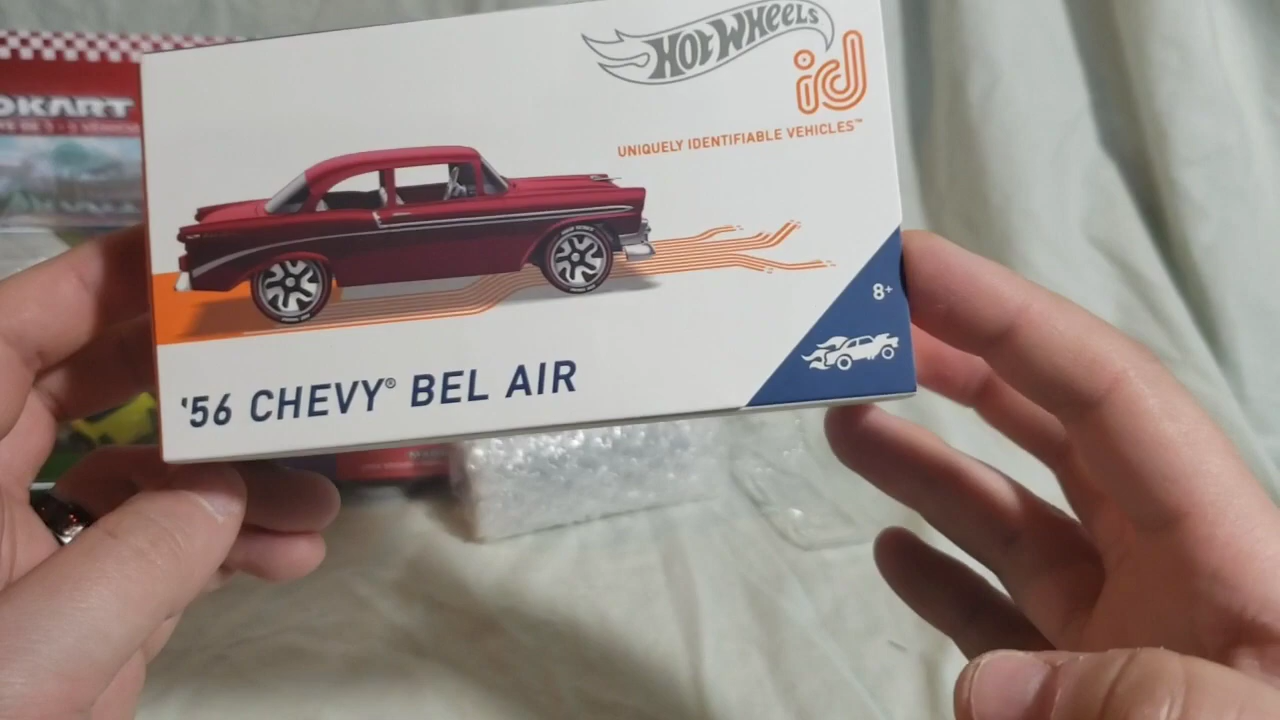 HOT WHEELS
id
UNIQUELY IDENTIFIABLE VEHICLES™
'56 CHEVY® BEL AIR
8+
OKART